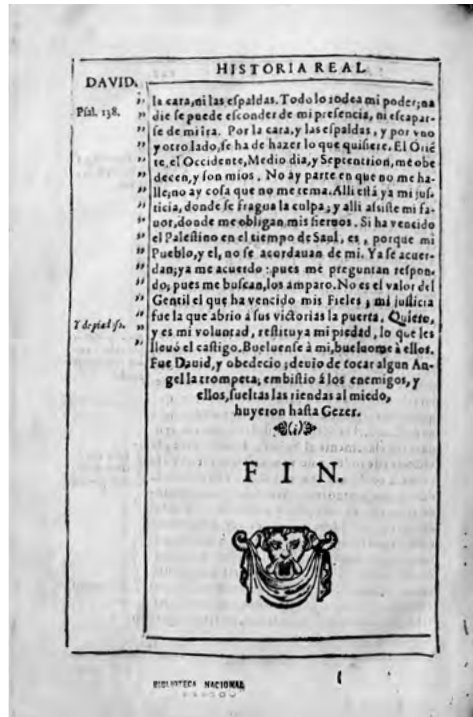 HISTORIA REAL
DAVID.
Psal. 138.
la cara, ni las espaldas. Todo lo rodea mi poder; na
die se puede esconder de mi presencia, ni escapar-
se de mi ira. Por la cara, y las espaldas, y por vno
y otro lado, se ha de hazer lo que quisiere. El Oriẽ
te, el Occidente, Medio dia, y Septentrion, me obe
decen, y son mios. No ay parte en que no me ha-
lle; no ay cosa que no me tema. Alli està ya mi jus-
ticia, donde se fragua la culpa; y alli assiste mi fa-
uor, donde me obligan mis sieruos. Si ha vencido
el Palestino en el tiempo de Saul, es, porque mi
Pueblo, y el, no se acordauan de mi. Ya se acuer-
dan; ya me acuerdo: pues me preguntan respon-
do; pues me buscan, los amparo. No es el valor del
Gentil el que ha vencido mis Fieles; mi justicia
fue la que abrio à sus victorias la puerta. Quiero,
y es mi voluntad, restituya mi piedad, lo que les
lleuò el castigo. Bueluense à mi, bueluome à ellos.
Fue Dauid, y obedecio; deuio de tocar algun An-
gel la trompeta; embistio à los enemigos, y
ellos, sueltas las riendas al miedo,
huyeron hasta Gezer.
FIN.
BIBLIOTECA NACIONAL